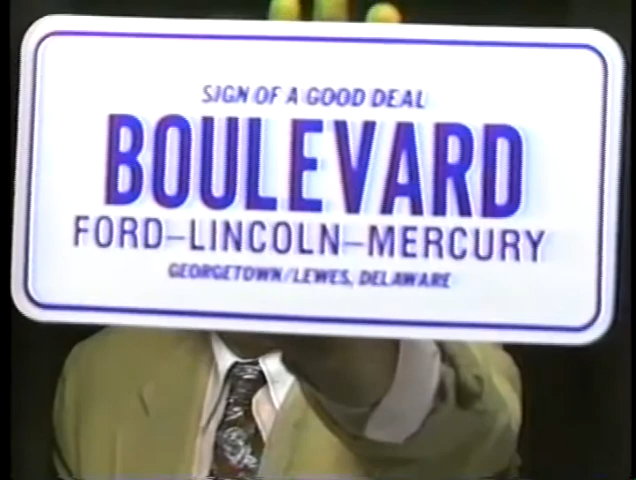 SIGN OF A GOOD DEAL
BOULEVARD
FORD–LINCOLN–MERCURY
GEORGETOWN/LEWES, DELAWARE